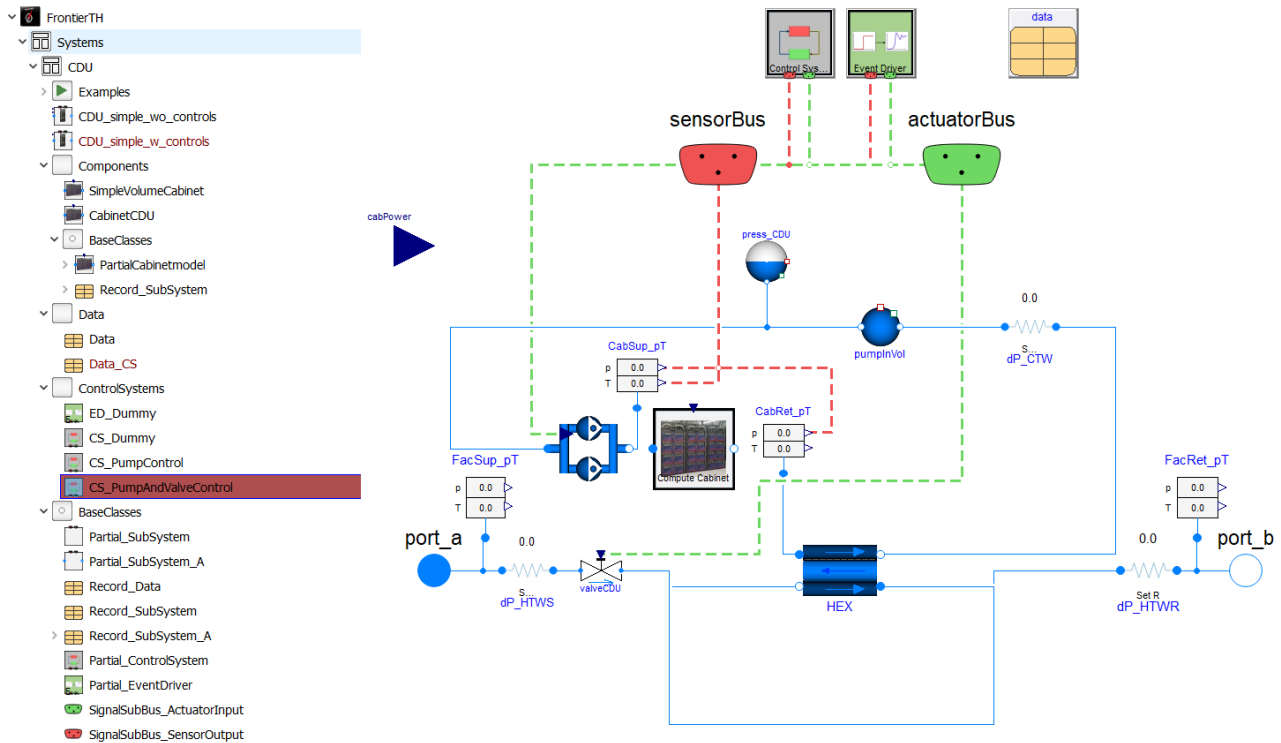 FrontierTH
Systems
CDU
Examples
CDU_simple_wo_controls
CDU_simple_w_controls
Components
SimpleVolumeCabinet
CabinetCDU
BaseClasses
PartialCabinetmodel
Record_SubSystem
Data
Data
Data_CS
ControlSystems
ED_Dummy
CS_Dummy
CS_PumpControl
CS_PumpAndValveControl
BaseClasses
Partial_SubSystem
Partial_SubSystem_A
Record_Data
Record_SubSystem
Record_SubSystem_A
Partial_ControlSystem
Partial_EventDriver
SignalSubBus_ActuatorInput
SignalSubBus_SensorOutput
Control Sys...
Event Driver
data
sensorBus
actuatorBus
cabPower
press_CDU
pumpInVol
0.0
S...
dP_CTW
CabSup_pT
p 0.0
T 0.0
CabRet_pT
p 0.0
T 0.0
Compute Cabinet
FacSup_pT
p 0.0
T 0.0
FacRet_pT
p 0.0
T 0.0
port_a
0.0
S...
dP_HTWS
valveCDU
HEX
0.0
Set R
dP_HTWR
port_b